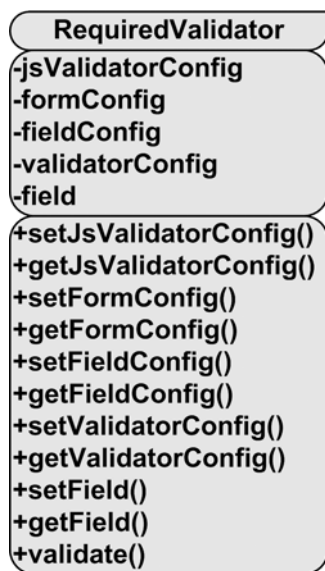 RequiredValidator
-jsValidatorConfig
-formConfig
-fieldConfig
-validatorConfig
-field
+setJsValidatorConfig()
+getJsValidatorConfig()
+setFormConfig()
+getFormConfig()
+setFieldConfig()
+getFieldConfig()
+setValidatorConfig()
+getValidatorConfig()
+setField()
+getField()
+validate()